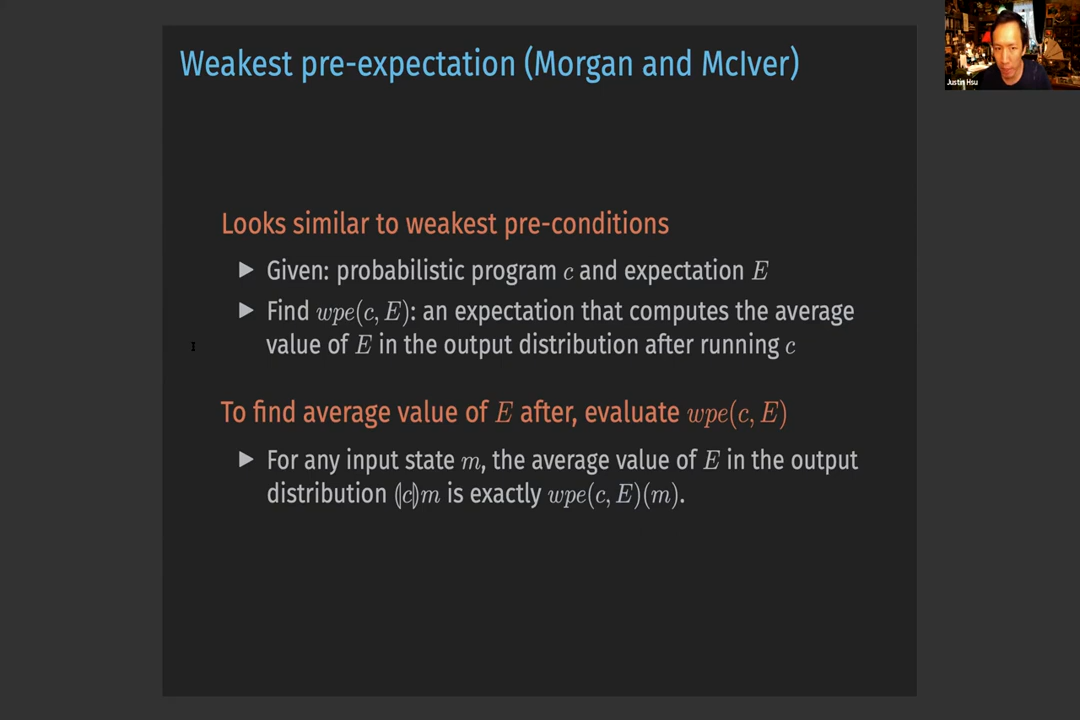 Weakest pre-expectation (Morgan and McIver)
Justin Hsu
Looks similar to weakest pre-conditions
▶ Given: probabilistic program c and expectation E
▶ Find wpe(c, E): an expectation that computes the average
value of E in the output distribution after running c
To find average value of E after, evaluate wpe(c, E)
▶ For any input state m, the average value of E in the output
distribution ⦇c⦈m is exactly wpe(c, E)(m).